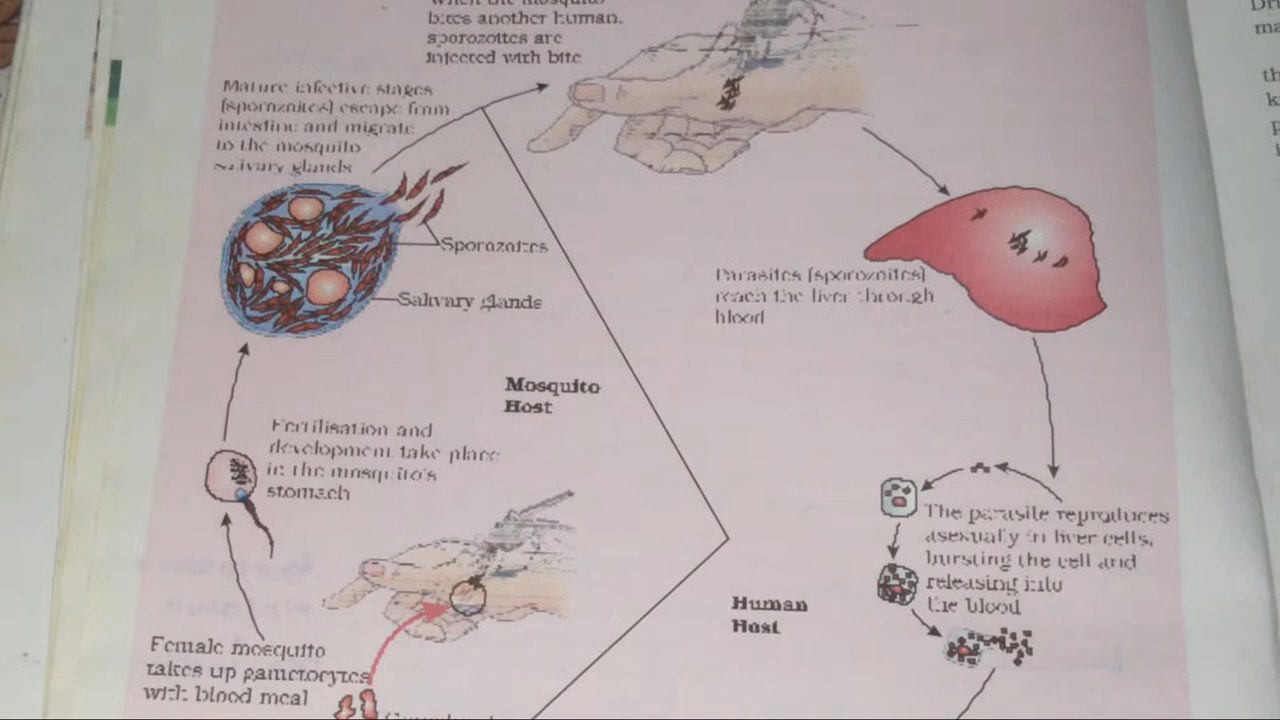 When the mosquito
bites another human,
sporozoites are
injected with bite
Mature infective stages
(sporozoites) escape from
intestine and migrate
to the mosquito
salivary glands
Sporozoites
Salivary glands
Parasites (sporozoites)
reach the liver through
blood
Mosquito
Host
Fertilisation and
development take place
in the mosquito's
stomach
The parasite reproduces
asexually in liver cells,
bursting the cell and
releasing into
the blood
Human
Host
Female mosquito
takes up gametocytes
with blood meal